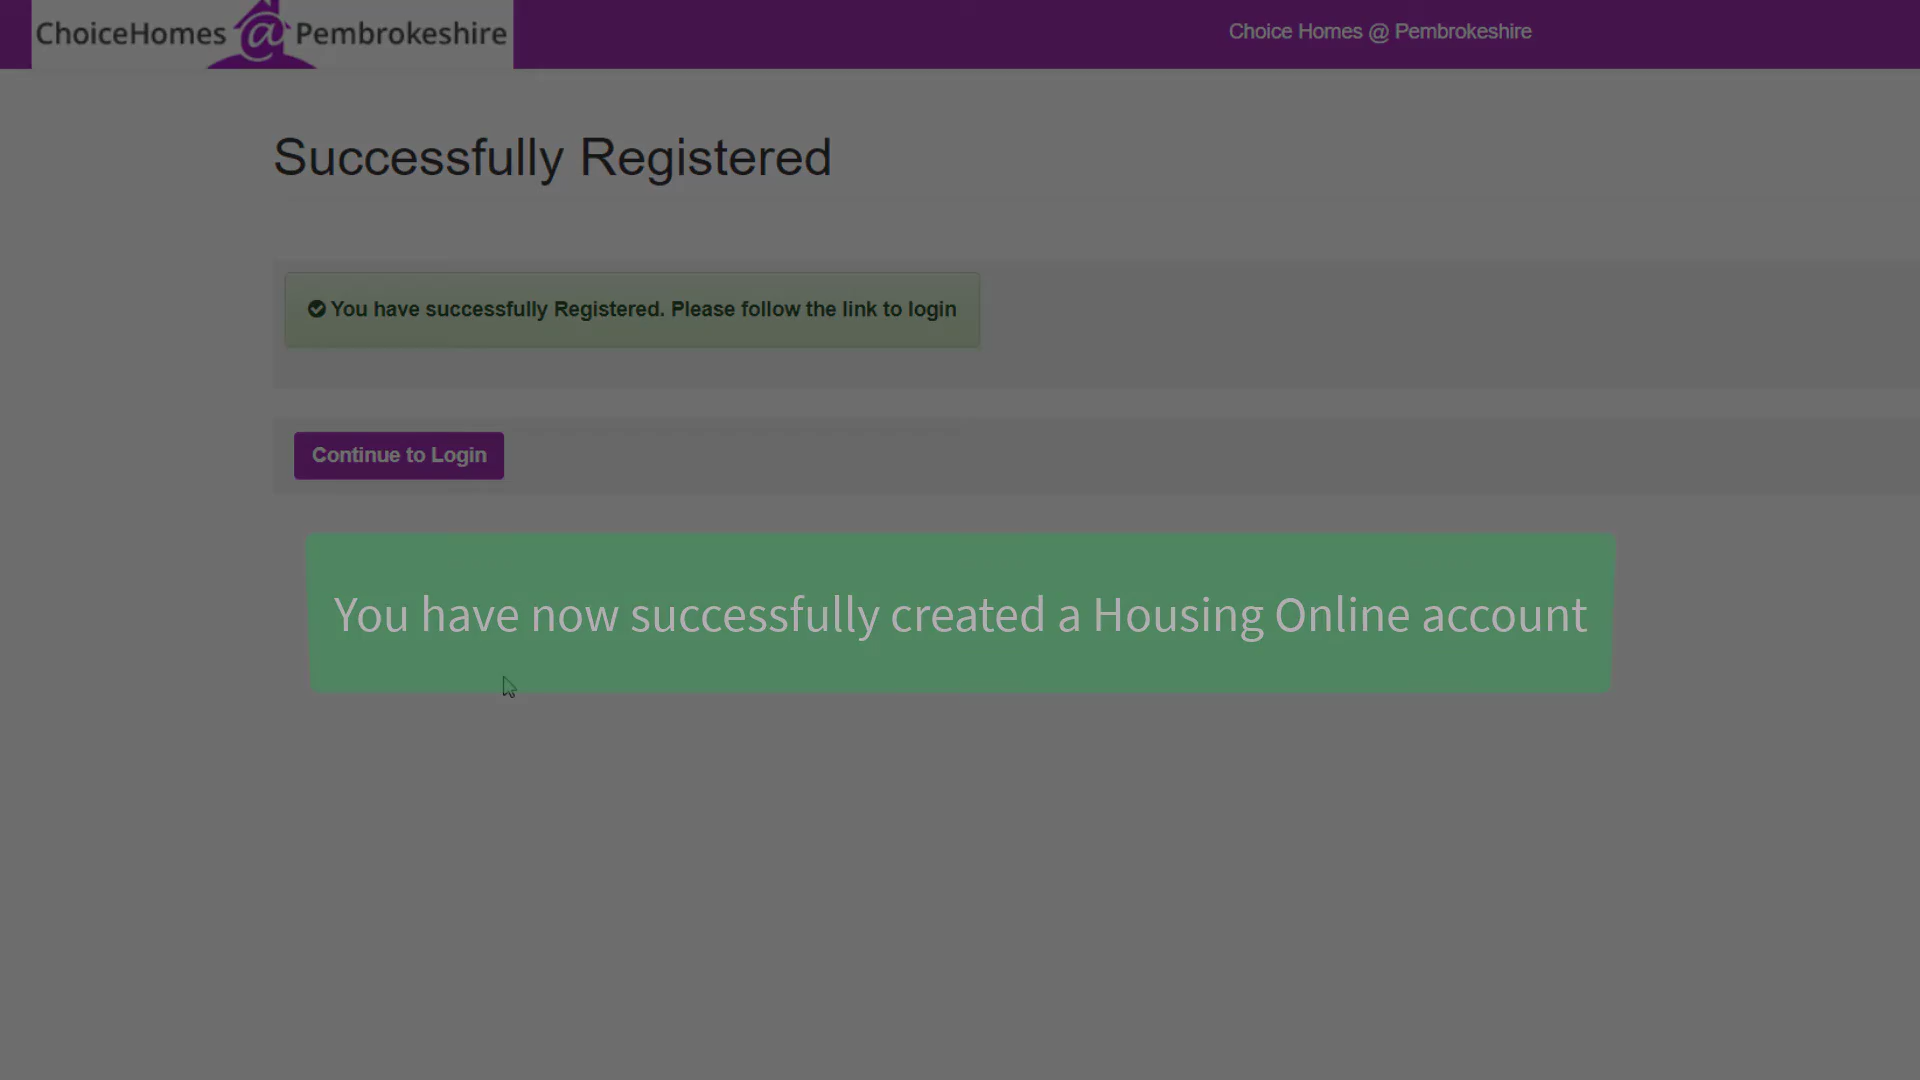 ChoiceHomes @ Pembrokeshire
Choice Homes @ Pembrokeshire
Successfully Registered
You have successfully Registered. Please follow the link to login
Continue to Login
You have now successfully created a Housing Online account